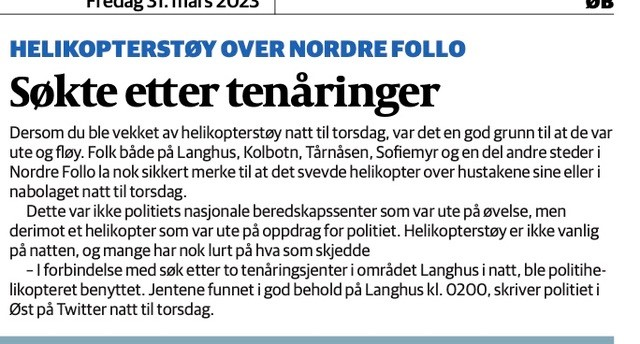 Fredag 31. mars 2023
ØB
HELIKOPTERSTØY OVER NORDRE FOLLO
Søkte etter tenåringer
Dersom du ble vekket av helikopterstøy natt til torsdag, var det en god grunn til at de var
ute og fløy. Folk både på Langhus, Kolbotn, Tårnåsen, Sofiemyr og en del andre steder i
Nordre Follo la nok sikkert merke til at det svevde helikopter over hustakene sine eller i
nabolaget natt til torsdag.
Dette var ikke politiets nasjonale beredskapssenter som var ute på øvelse, men
derimot et helikopter som var ute på oppdrag for politiet. Helikopterstøy er ikke vanlig
på natten, og mange har nok lurt på hva som skjedde
– I forbindelse med søk etter to tenåringsjenter i området Langhus i natt, ble politihe-
likopteret benyttet. Jentene funnet i god behold på Langhus kl. 0200, skriver politiet i
Øst på Twitter natt til torsdag.